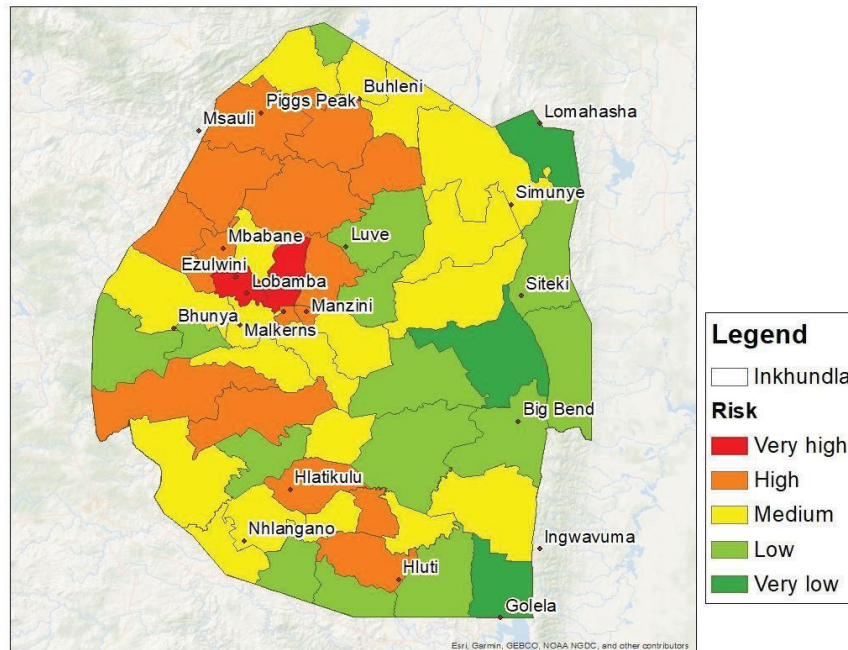 Buhleni
Piggs Peak
Msauli
Lomahasha
Simunye
Mbabane
Luve
Ezulwini
Lobamba
Siteki
Manzini
Bhunya
Malkerns
Big Bend
Hlatikulu
Nhlangano
Ingwavuma
Hluti
Golela
Esri, Garmin, GEBCO, NOAA NGDC, and other contributors
Legend
Inkhundla
Risk
Very high
High
Medium
Low
Very low